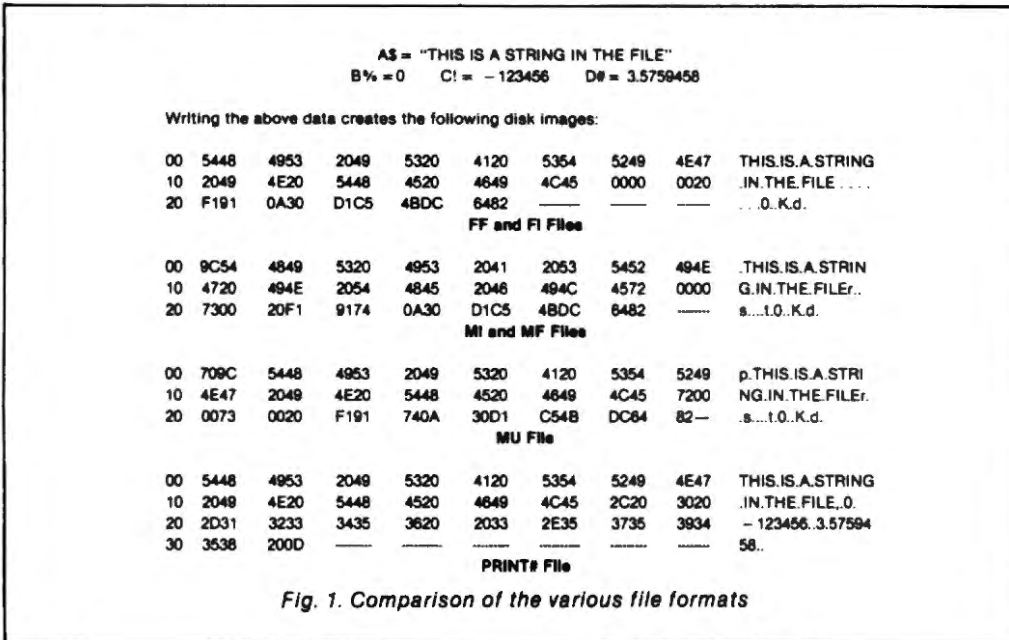 A$ = "THIS IS A STRING IN THE FILE"
B% = 0 C! = – 123456 D# = 3.5759458
Writing the above data creates the following disk images:
00 5448 4953 2049 5320 4120 5354 5249 4E47 THIS.IS.A.STRING
10 2049 4E20 5448 4520 4649 4C45 0000 0020 .IN.THE.FILE . . . .
20 F191 0A30 D1C5 4BDC 6482 —— —— —— . . .0..K.d.
FF and FI Files
00 9C54 4849 5320 4953 2041 2053 5452 494E .THIS.IS.A.STRIN
10 4720 494E 2054 4845 2046 494C 4572 0000 G.IN.THE.FILEr..
20 7300 20F1 9174 0A30 D1C5 4BDC 6482 —— s....t.0..K.d.
MI and MF Files
00 709C 5448 4953 2049 5320 4120 5354 5249 p.THIS.IS.A.STRI
10 4E47 2049 4E20 5448 4520 4649 4C45 7200 NG.IN.THE.FILEr.
20 0073 0020 F191 740A 30D1 C54B DC64 82— .s....t.0..K.d.
MU File
00 5448 4953 2049 5320 4120 5354 5249 4E47 THIS.IS.A.STRING
10 2049 4E20 5448 4520 4649 4C45 2C20 3020 .IN.THE.FILE,.0.
20 2D31 3233 3435 3620 2033 2E35 3735 3934 – 123456..3.57594
30 3538 200D —— —— —— —— —— —— 58..
PRINT# File
Fig. 1. Comparison of the various file formats